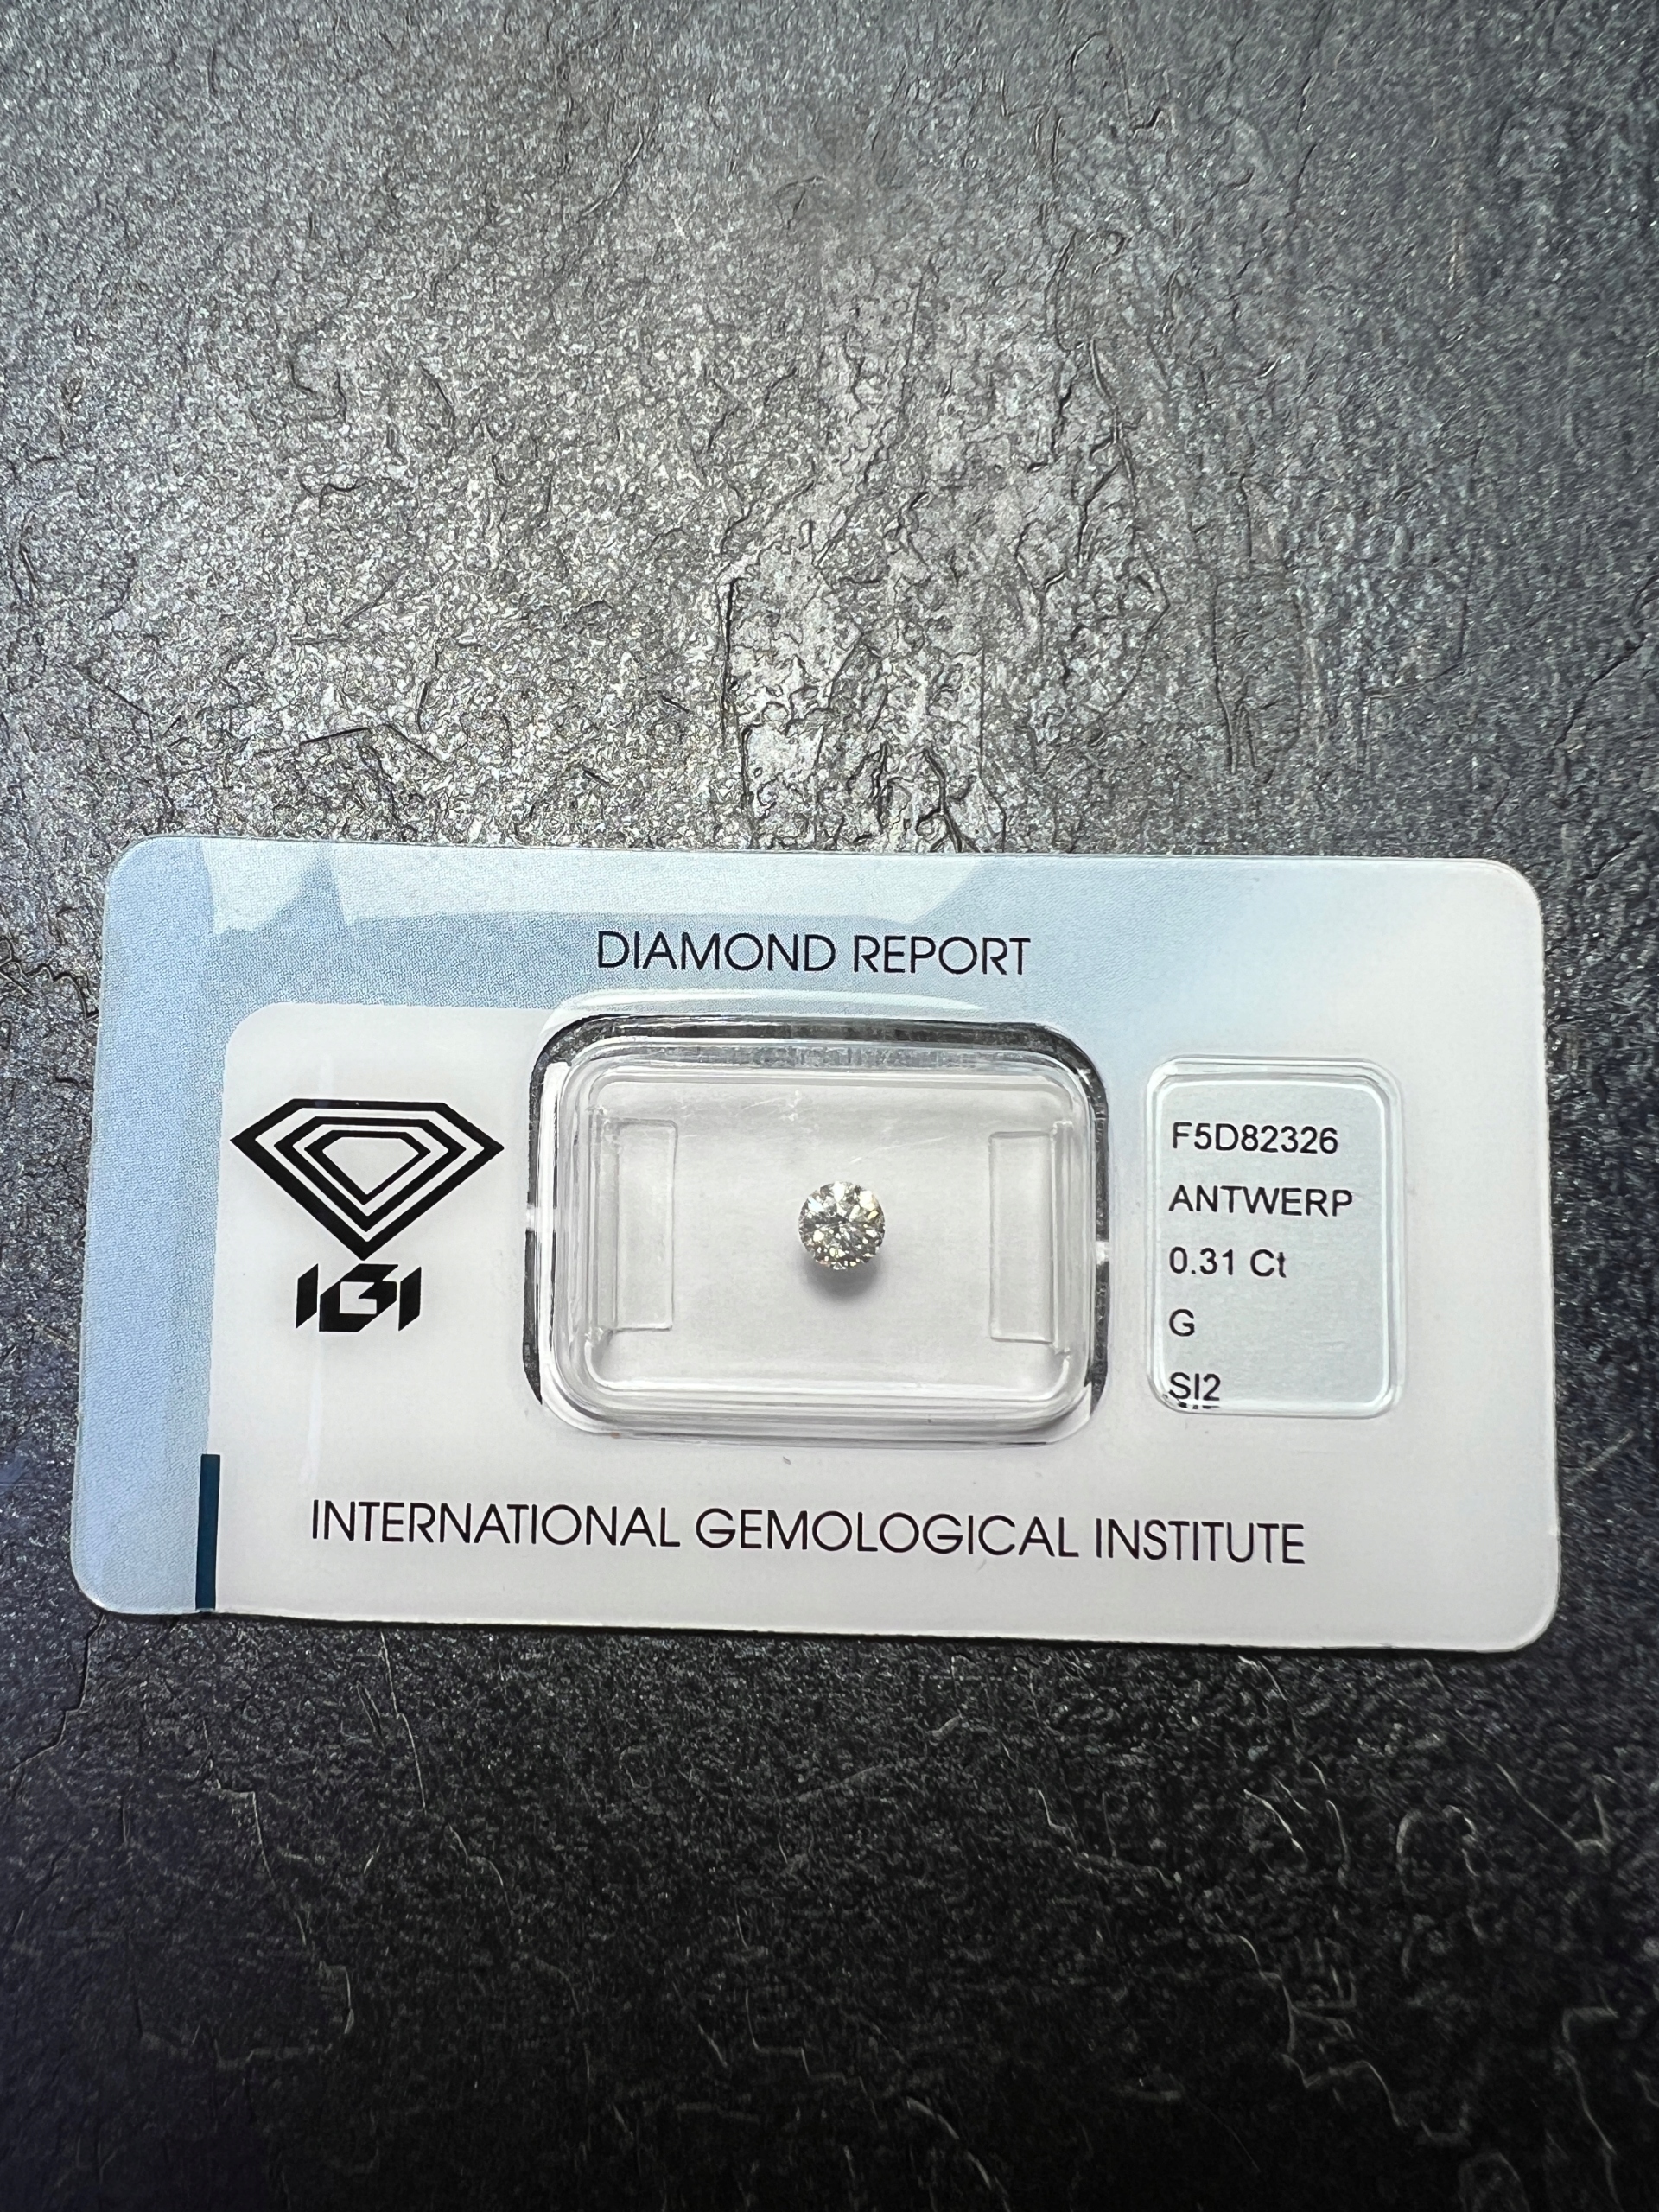 DIAMOND REPORT
IGI
F5D82326
ANTWERP
0.31 Ct
G
SI2
INTERNATIONAL GEMOLOGICAL INSTITUTE